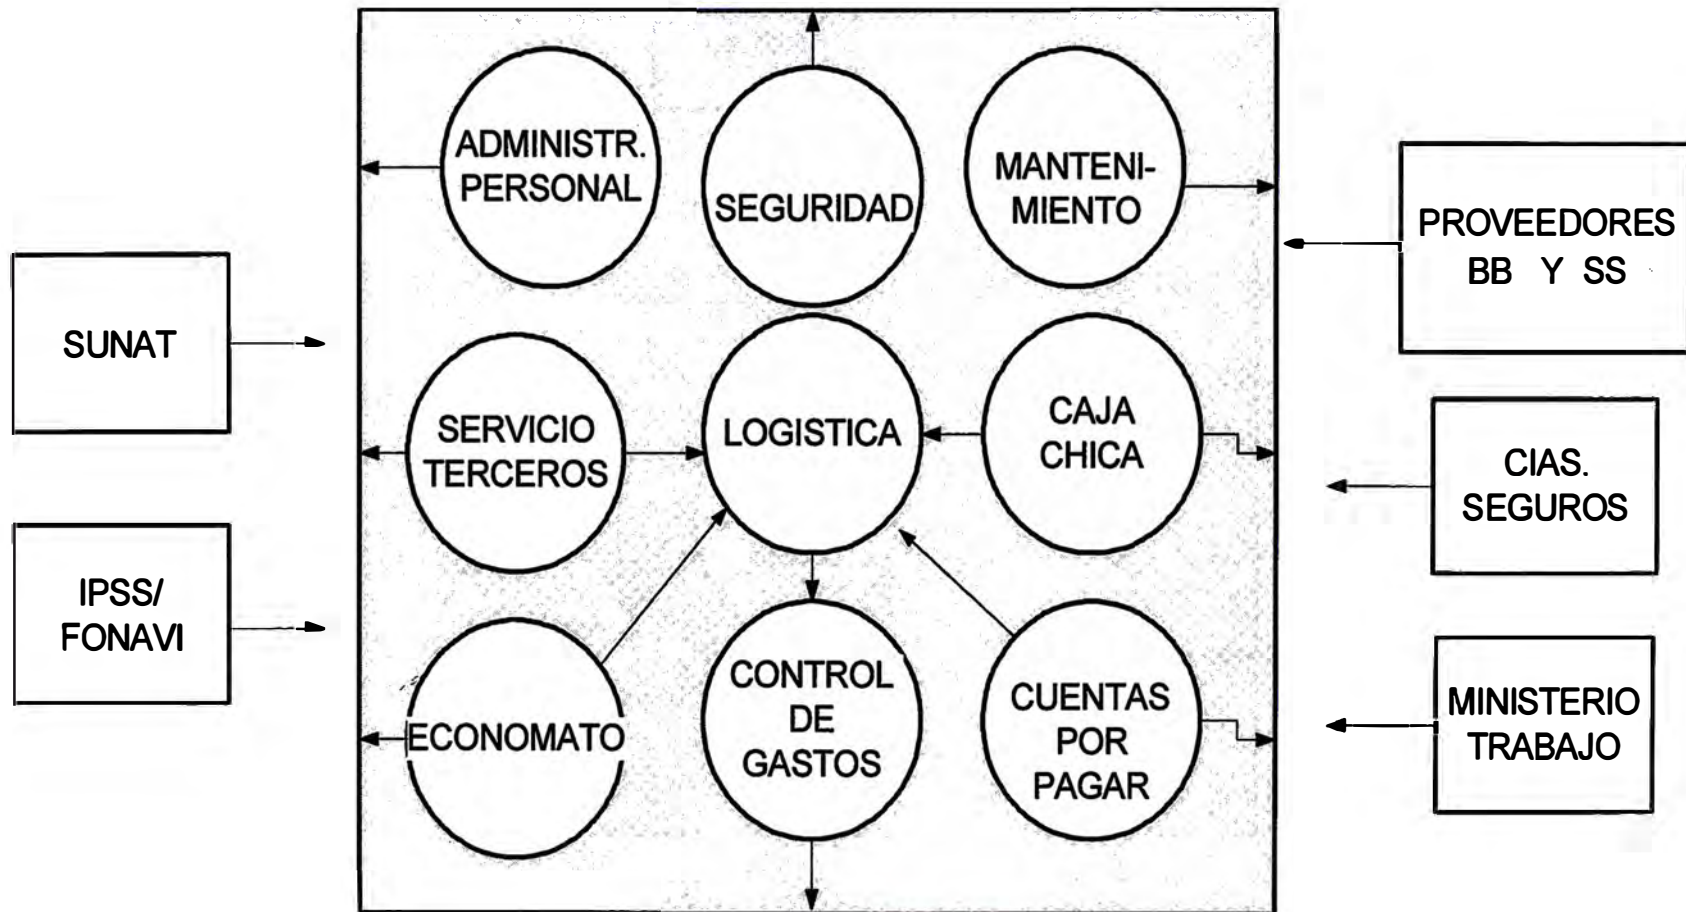 ADMINISTR.
PERSONAL
SEGURIDAD
MANTENI-
MIENTO
PROVEEDORES
BB Y SS
SUNAT
SERVICIO
TERCEROS
LOGISTICA
CAJA
CHICA
CIAS.
SEGUROS
IPSS/
FONAVI
ECONOMATO
CONTROL
DE
GASTOS
CUENTAS
POR
PAGAR
MINISTERIO
TRABAJO